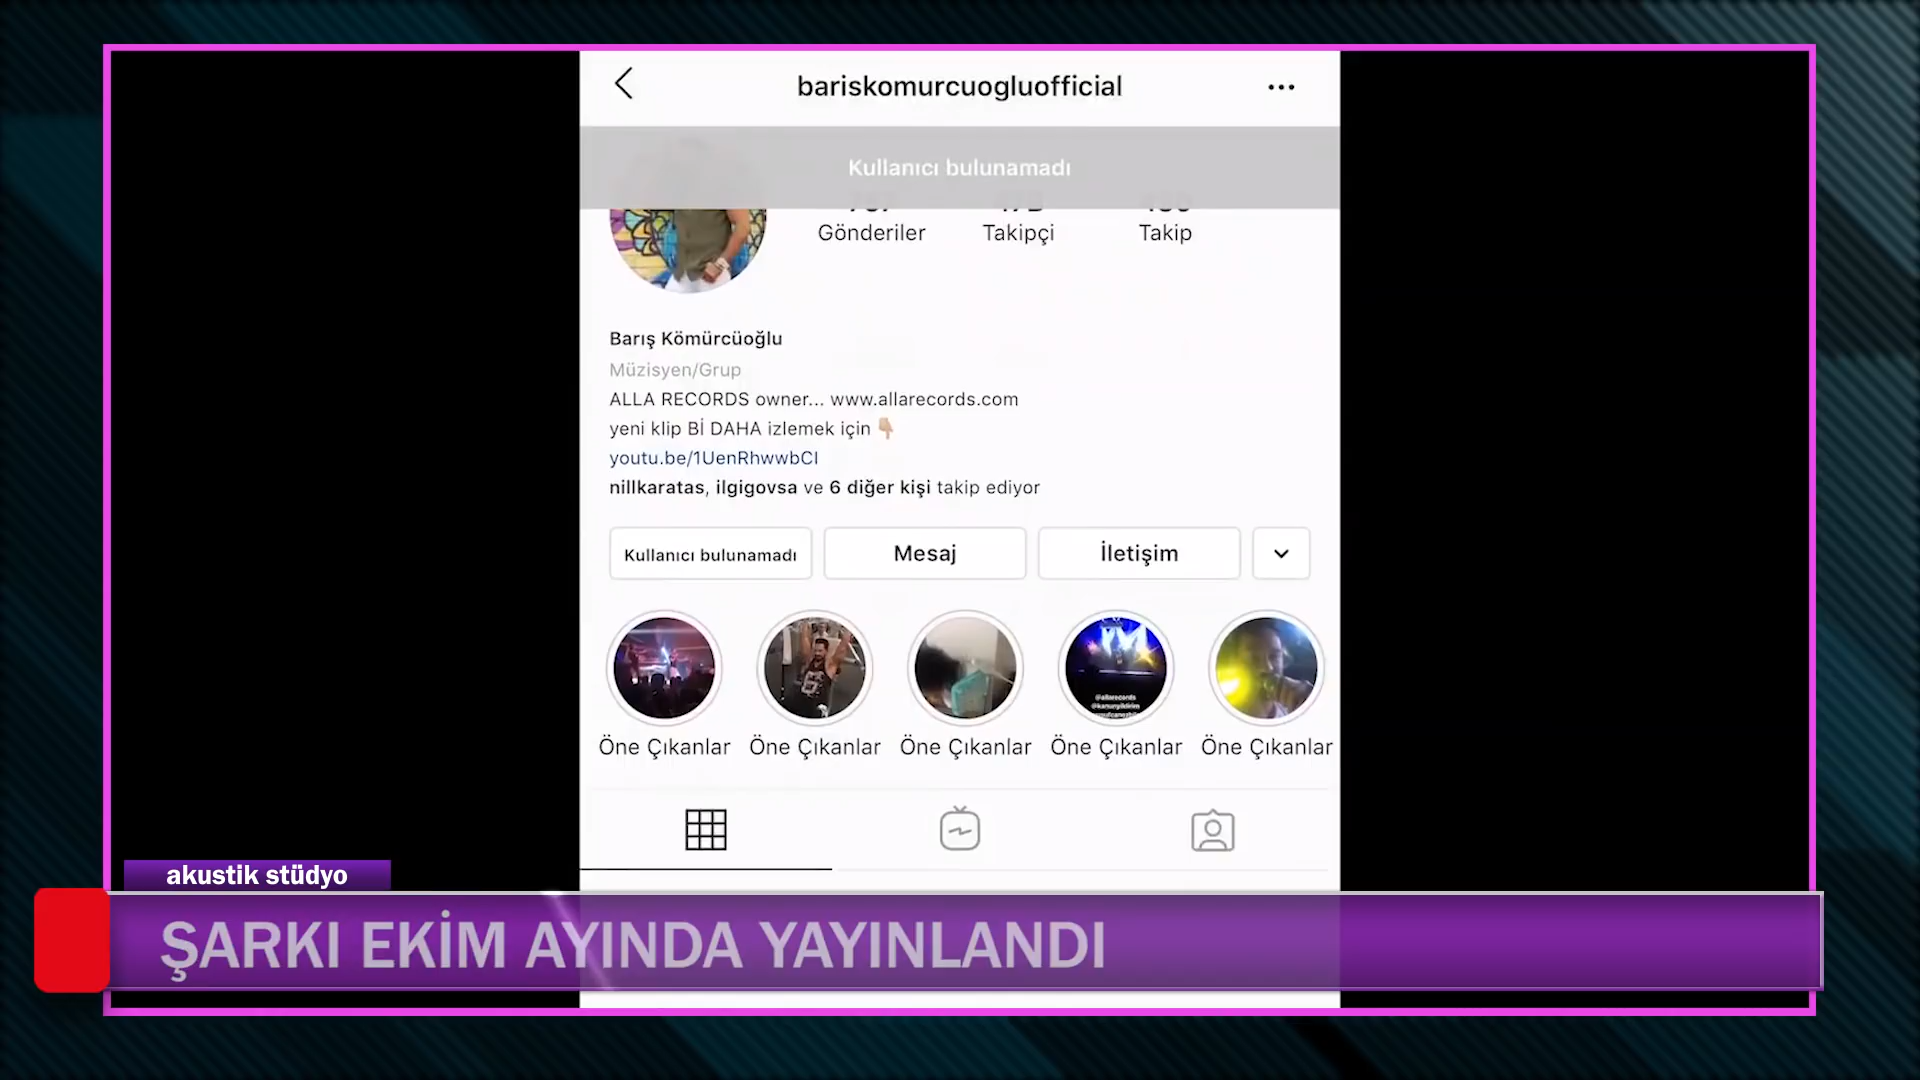 bariskomurcuogluofficial
Kullanıcı bulunamadı
Gönderiler Takipçi Takip
Barış Kömürcüoğlu
Müzisyen/Grup
ALLA RECORDS owner... www.allarecords.com
yeni klip Bİ DAHA izlemek için 👇🏼
youtu.be/1UenRhwwbCI
nillkaratas, ilgigovsa ve 6 diğer kişi takip ediyor
Kullanıcı bulunamadı Mesaj İletişim
@allarecords
@kanunyildirim
Öne Çıkanlar Öne Çıkanlar Öne Çıkanlar Öne Çıkanlar Öne Çıkanlar
akustik stüdyo
ŞARKI EKİM AYINDA YAYINLANDI